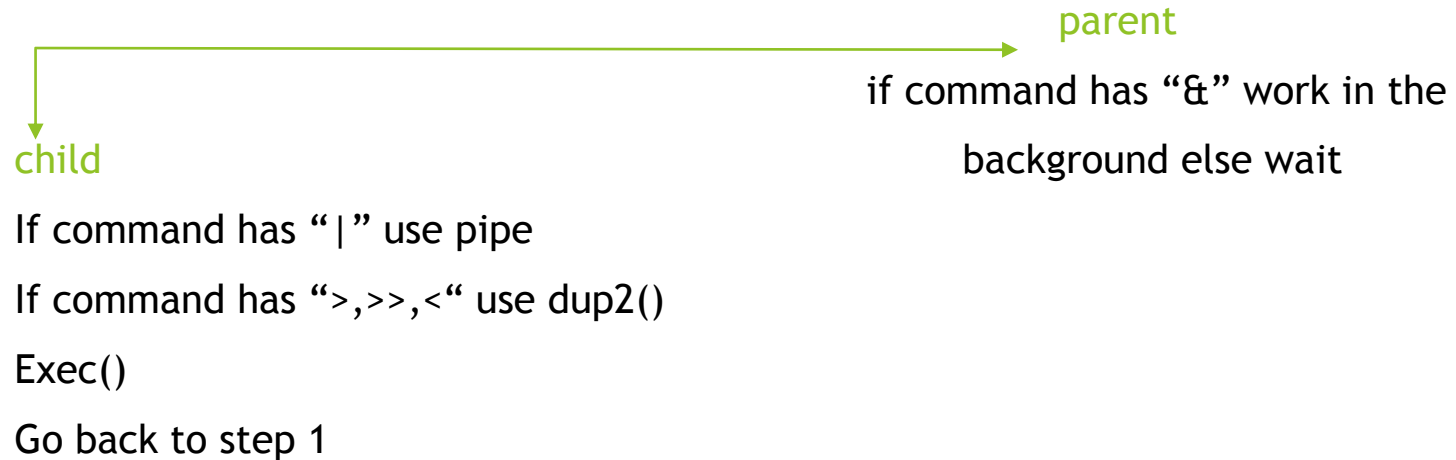 parent
if command has “&” work in the
background else wait
child
If command has “|” use pipe
If command has “>,>>,<“ use dup2()
Exec()
Go back to step 1